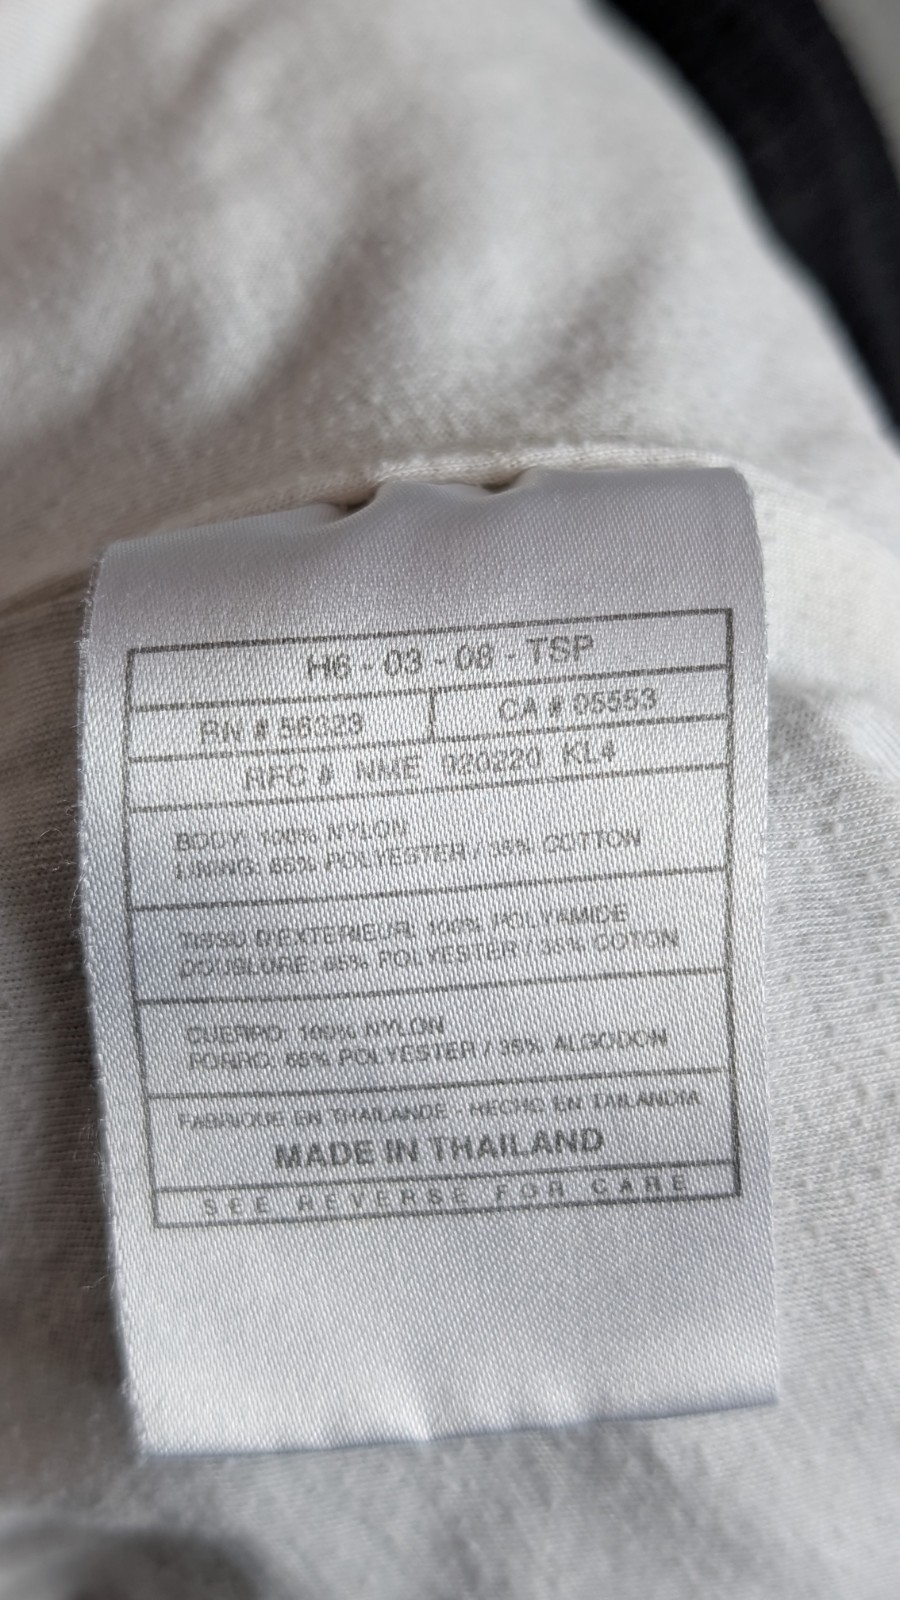 H6 - 03 - 08 - TSP
RN # 56323 CA # 05553
RFC # NME 920220 KL4
BODY: 100% NYLON
LINING: 65% POLYESTER / 35% COTTON
TISSU D'EXTERIEUR: 100% POLYAMIDE
DOUBLURE: 65% POLYESTER / 35% COTON
CUERPO: 100% NYLON
FORRO: 65% POLYESTER / 35% ALGODON
FABRIQUE EN THAILANDE - HECHO EN TAILANDIA
MADE IN THAILAND
SEE REVERSE FOR CARE